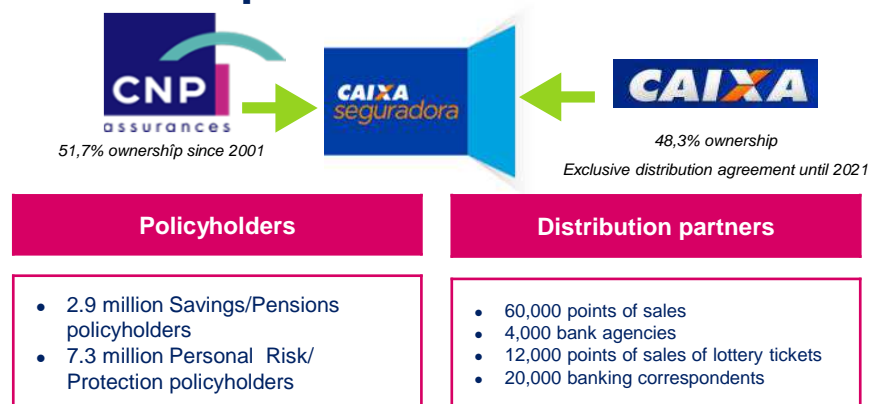 CNP
assurances
CAIXA
seguradora
CAIXA
51,7% ownershîp since 2001
48,3% ownership
Exclusive distribution agreement until 2021
Policyholders
Distribution partners
● 2.9 million Savings/Pensions
policyholders
● 7.3 million Personal Risk/
Protection policyholders
● 60,000 points of sales
● 4,000 bank agencies
● 12,000 points of sales of lottery tickets
● 20,000 banking correspondents